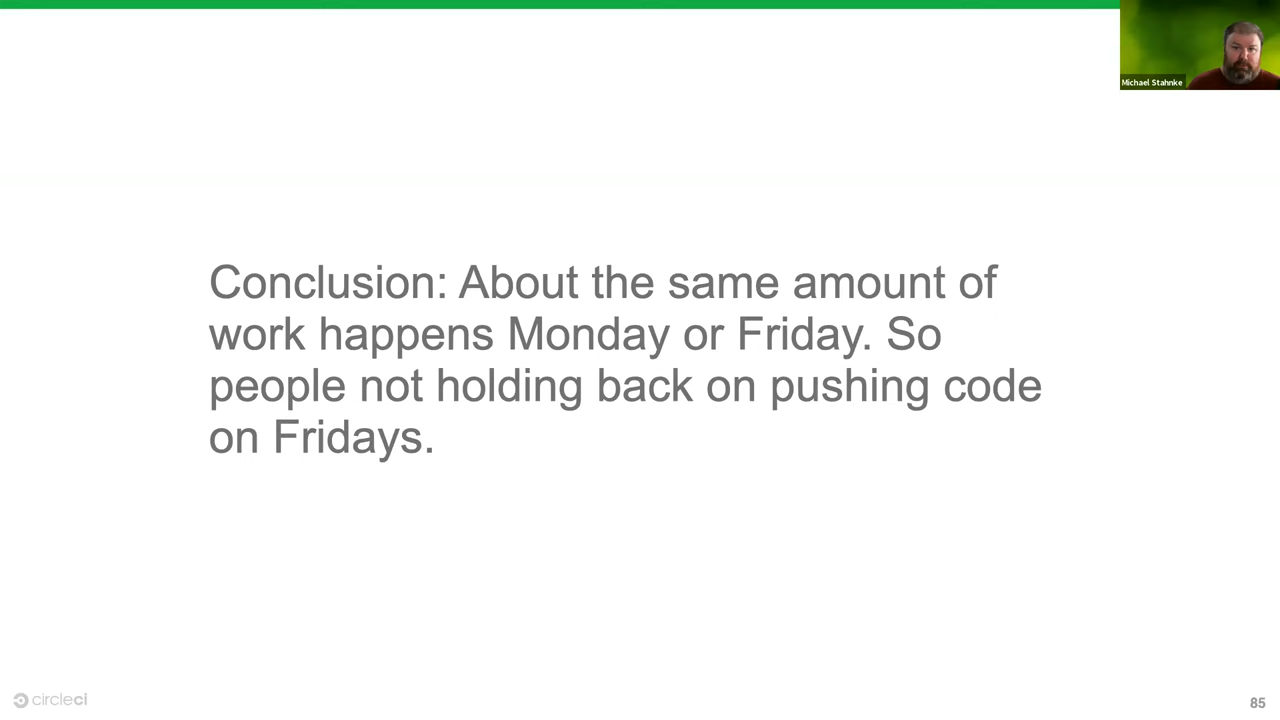 Michael Stahnke
Conclusion: About the same amount of
work happens Monday or Friday. So
people not holding back on pushing code
on Fridays.
circleci
85